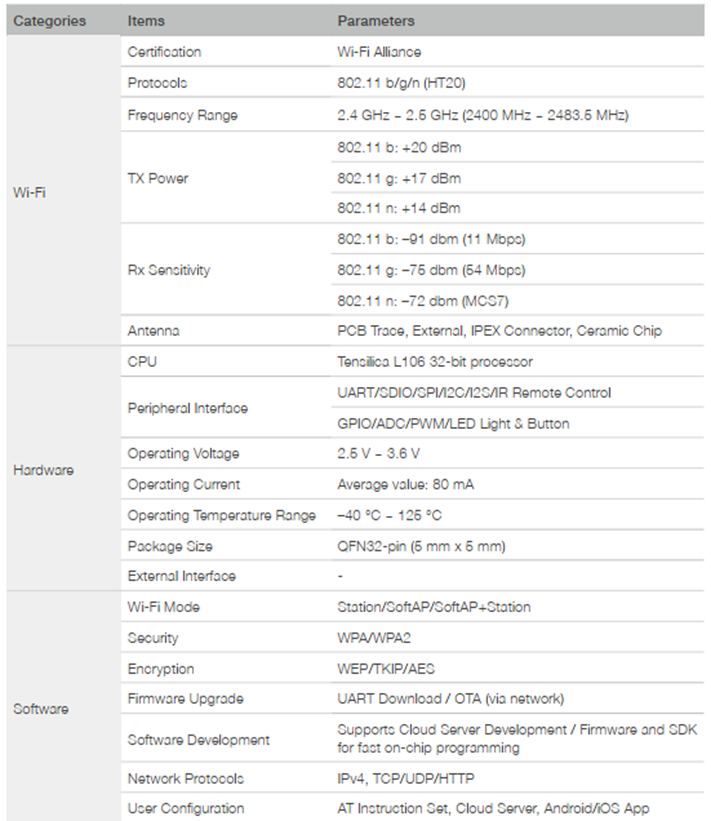 Categories Items Parameters
Wi-Fi
Certification Wi-Fi Alliance
Protocols 802.11 b/g/n (HT20)
Frequency Range 2.4 GHz – 2.5 GHz (2400 MHz – 2483.5 MHz)
TX Power
802.11 b: +20 dBm
802.11 g: +17 dBm
802.11 n: +14 dBm
Rx Sensitivity
802.11 b: –91 dbm (11 Mbps)
802.11 g: –75 dbm (54 Mbps)
802.11 n: –72 dbm (MCS7)
Antenna PCB Trace, External, IPEX Connector, Ceramic Chip
Hardware
CPU Tensilica L106 32-bit processor
Peripheral Interface
UART/SDIO/SPI/I2C/I2S/IR Remote Control
GPIO/ADC/PWM/LED Light & Button
Operating Voltage 2.5 V – 3.6 V
Operating Current Average value: 80 mA
Operating Temperature Range –40 °C – 125 °C
Package Size QFN32-pin (5 mm x 5 mm)
External Interface -
Software
Wi-Fi Mode Station/SoftAP/SoftAP+Station
Security WPA/WPA2
Encryption WEP/TKIP/AES
Firmware Upgrade UART Download / OTA (via network)
Software Development
Supports Cloud Server Development / Firmware and SDK
for fast on-chip programming
Network Protocols IPv4, TCP/UDP/HTTP
User Configuration AT Instruction Set, Cloud Server, Android/iOS App